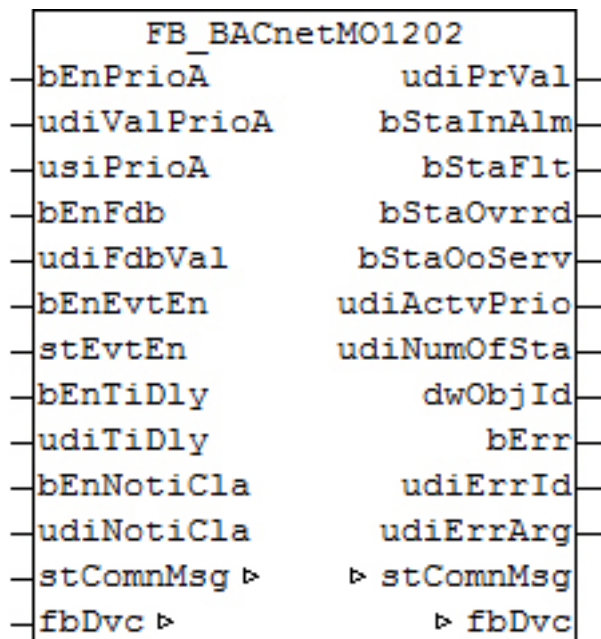 FB_BACnetMO1202
bEnPrioA udiPrVal
udiValPrioA bStaInAlm
usiPrioA bStaFlt
bEnFdb bStaOvrrd
udiFdbVal bStaOoServ
bEnEvtEn udiActvPrio
stEvtEn udiNumOfSta
bEnTiDly dwObjId
udiTiDly bErr
bEnNotiCla udiErrId
udiNotiCla udiErrArg
stComnMsg ▹ ▹ stComnMsg
fbDvc ▹ ▹ fbDvc